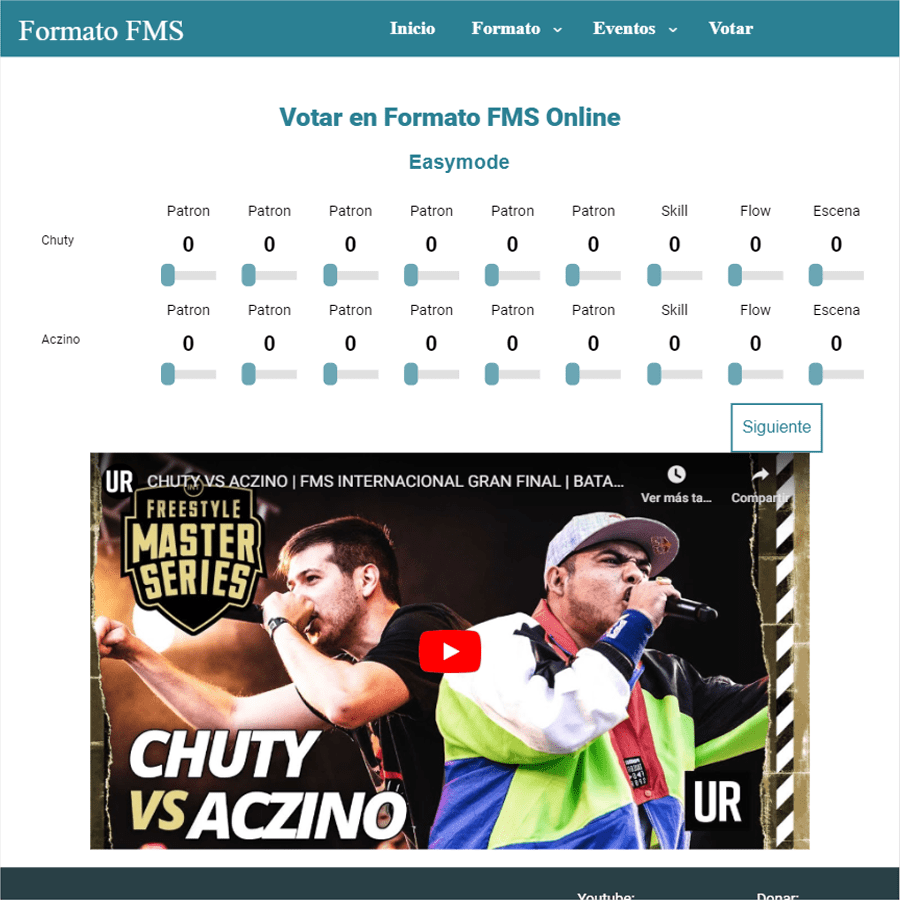 Formato FMS Inicio Formato Eventos Votar
Votar en Formato FMS Online
Easymode
Patron Patron Patron Patron Patron Patron Skill Flow Escena
Chuty 0 0 0 0 0 0 0 0 0
Patron Patron Patron Patron Patron Patron Skill Flow Escena
Aczino 0 0 0 0 0 0 0 0 0
Siguiente
UR CHUTY VS ACZINO | FMS INTERNACIONAL GRAN FINAL | BATA...
Ver más ta... Compartir
INT
FREESTYLE
MASTER
SERIES
CHUTY
VS ACZINO
UR
Youtube: Donar: